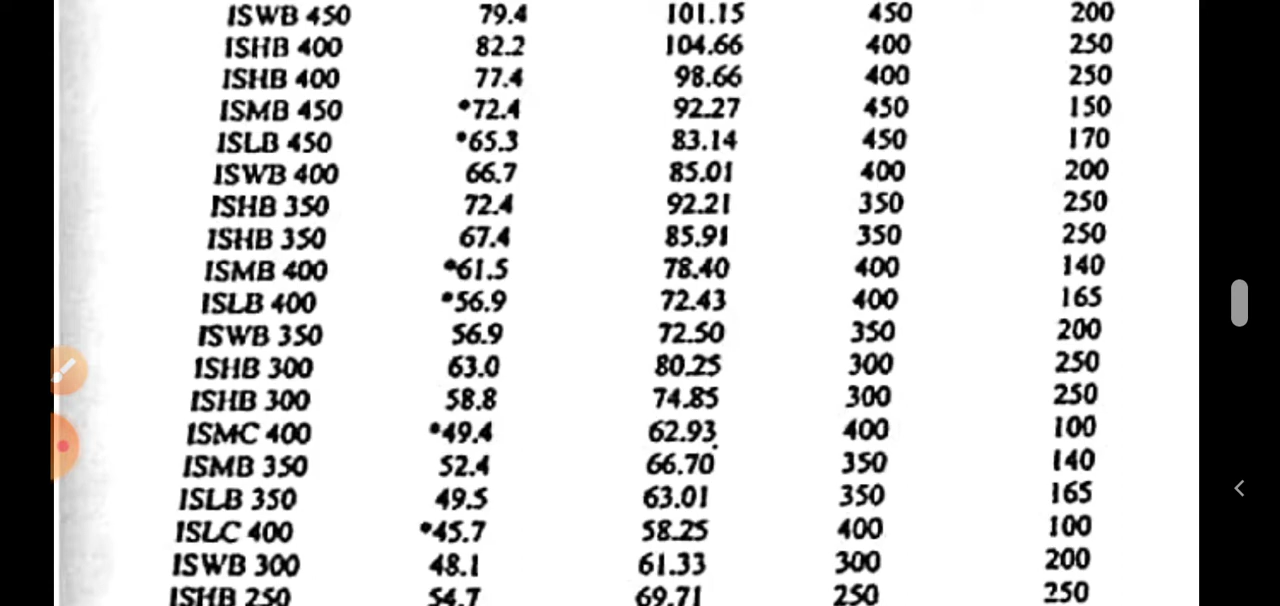 ISWB 450 79.4 101.15 450 200
ISHB 400 82.2 104.66 400 250
ISHB 400 77.4 98.66 400 250
ISMB 450 *72.4 92.27 450 150
ISLB 450 *65.3 83.14 450 170
ISWB 400 66.7 85.01 400 200
ISHB 350 72.4 92.21 350 250
ISHB 350 67.4 85.91 350 250
ISMB 400 *61.5 78.40 400 140
ISLB 400 *56.9 72.43 400 165
ISWB 350 56.9 72.50 350 200
ISHB 300 63.0 80.25 300 250
ISHB 300 58.8 74.85 300 250
ISMC 400 *49.4 62.93 400 100
ISMB 350 52.4 66.70 350 140
ISLB 350 49.5 63.01 350 165
ISLC 400 *45.7 58.25 400 100
ISWB 300 48.1 61.33 300 200
ISHB 250 54.7 69.71 250 250